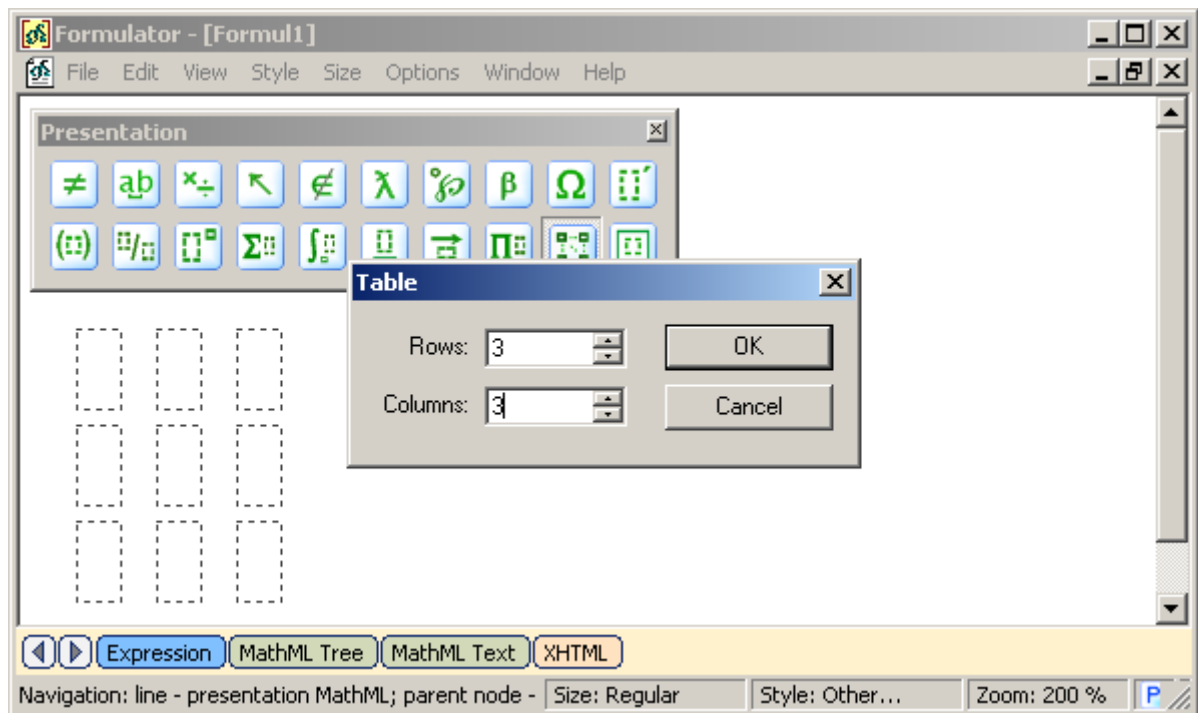 Formulator - [Formul1]
File Edit View Style Size Options Window Help
Presentation
≠ ab × ÷ ∉ β Ω
Σ ∫ Π
Table
Rows: 3 OK
Columns: 3 Cancel
Expression MathML Tree MathML Text XHTML
Navigation: line - presentation MathML; parent node - Size: Regular Style: Other... Zoom: 200 % P